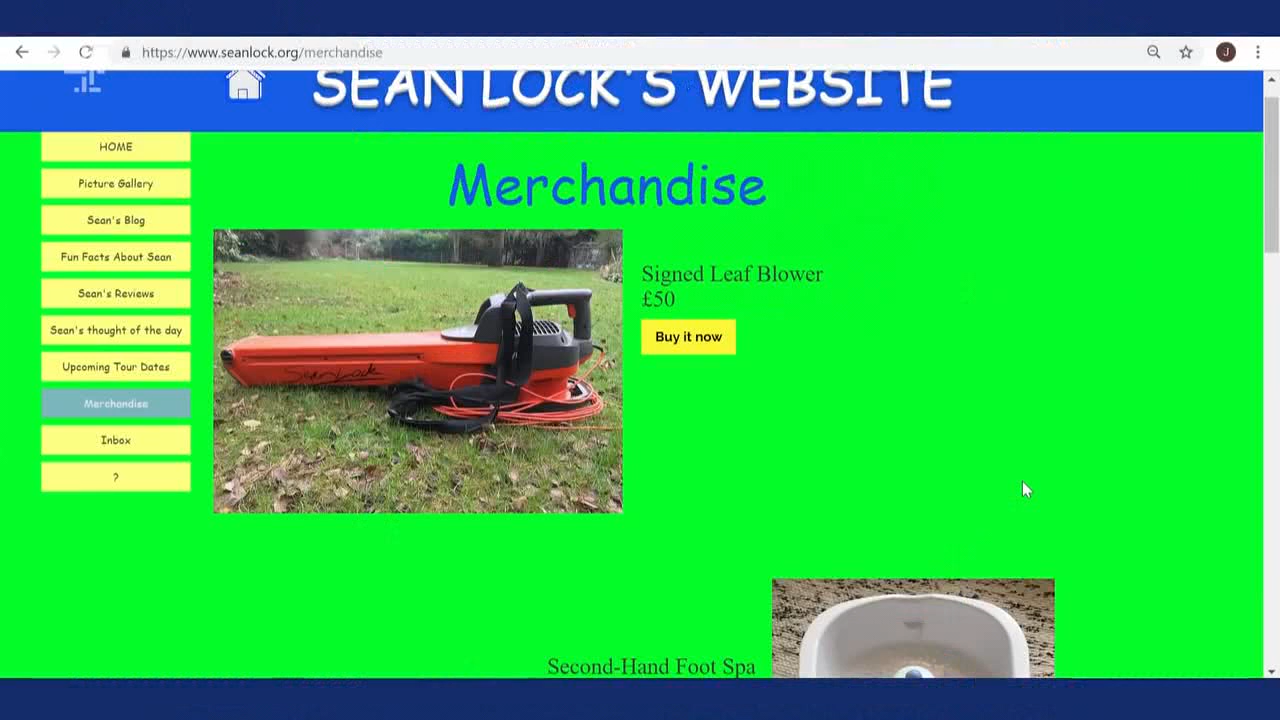 https://www.seanlock.org/merchandise
J
SEAN LOCK'S WEBSITE
HOME
Picture Gallery
Sean's Blog
Fun Facts About Sean
Sean's Reviews
Sean's thought of the day
Upcoming Tour Dates
Merchandise
Inbox
?
Merchandise
Sean Lock
Signed Leaf Blower
£50
Buy it now
Second-Hand Foot Spa